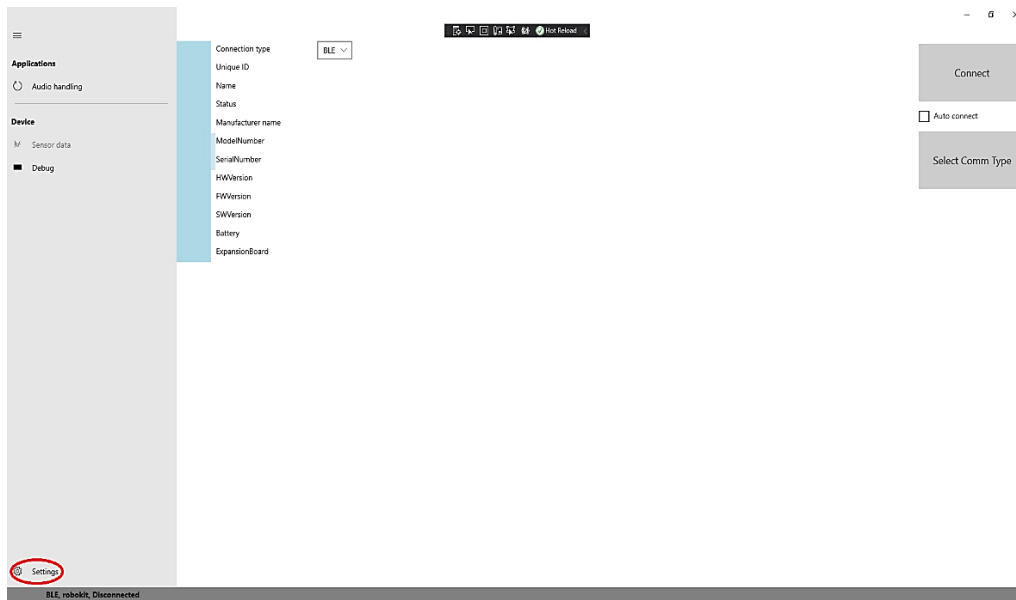 Hot Reload
Applications
Audio handling
Device
Sensor data
Debug
Settings
Connection type
BLE
Unique ID
Name
Status
Manufacturer name
ModelNumber
SerialNumber
HWVersion
FWVersion
SWVersion
Battery
ExpansionBoard
Connect
Auto connect
Select Comm Type
BLE, robokit, Disconnected